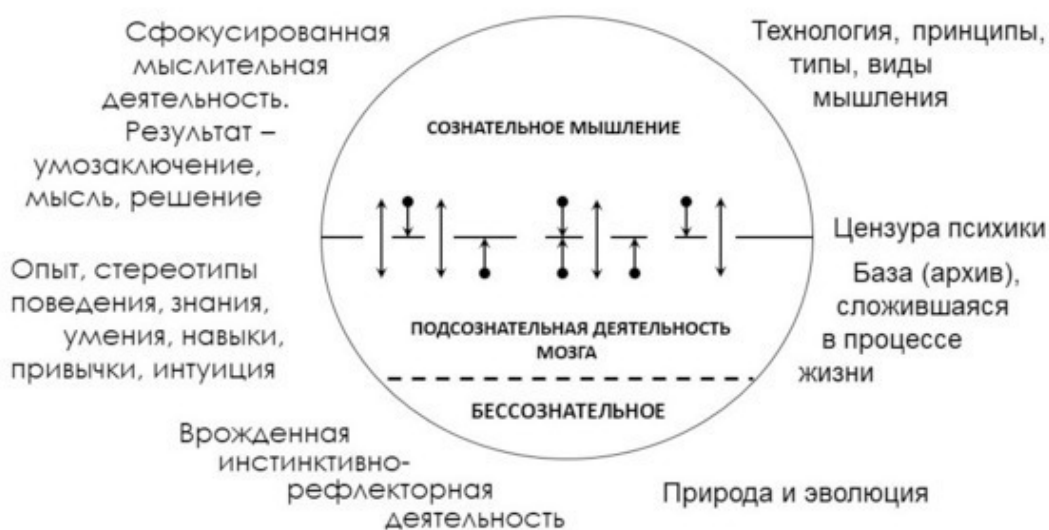 Сфокусированная
мыслительная
деятельность.
Результат –
умозаключение,
мысль, решение
Технология, принципы,
типы, виды
мышления
СОЗНАТЕЛЬНОЕ МЫШЛЕНИЕ
Цензура психики
Опыт, стереотипы
поведения, знания,
умения, навыки,
привычки, интуиция
База (архив),
сложившаяся
в процессе
жизни
ПОДСОЗНАТЕЛЬНАЯ ДЕЯТЕЛЬНОСТЬ
МОЗГА
БЕССОЗНАТЕЛЬНОЕ
Врожденная
инстинктивно-
рефлекторная
деятельность
Природа и эволюция